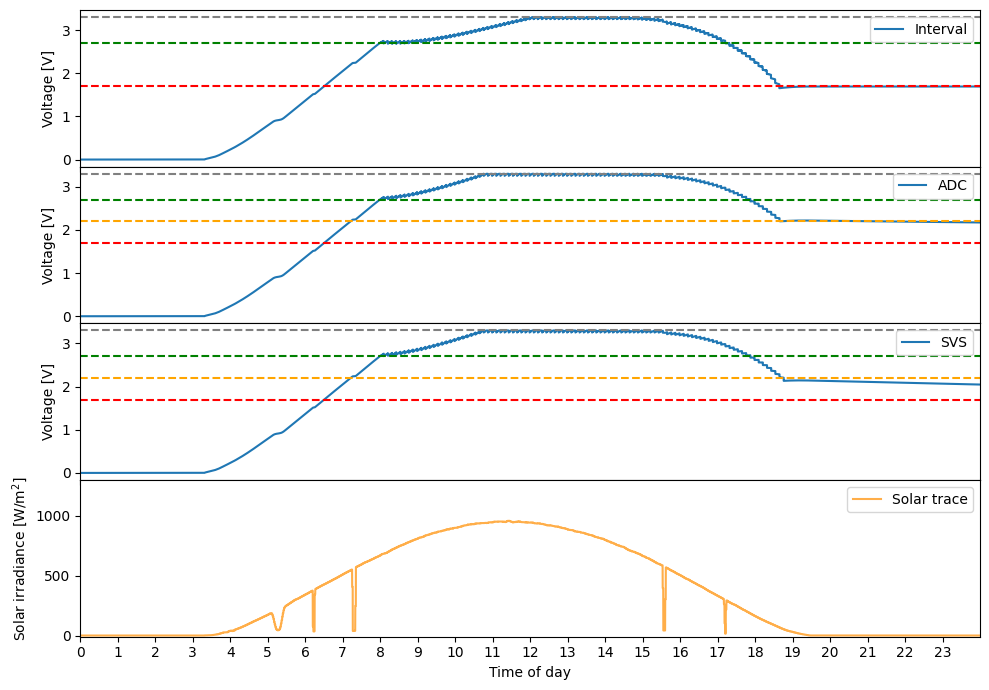 Voltage [V]
3
2
1
0
Interval
Voltage [V]
3
2
1
0
ADC
Voltage [V]
3
2
1
0
SVS
Solar irradiance [W/m²]
1000
500
0
Solar trace
0 1 2 3 4 5 6 7 8 9 10 11 12 13 14 15 16 17 18 19 20 21 22 23
Time of day